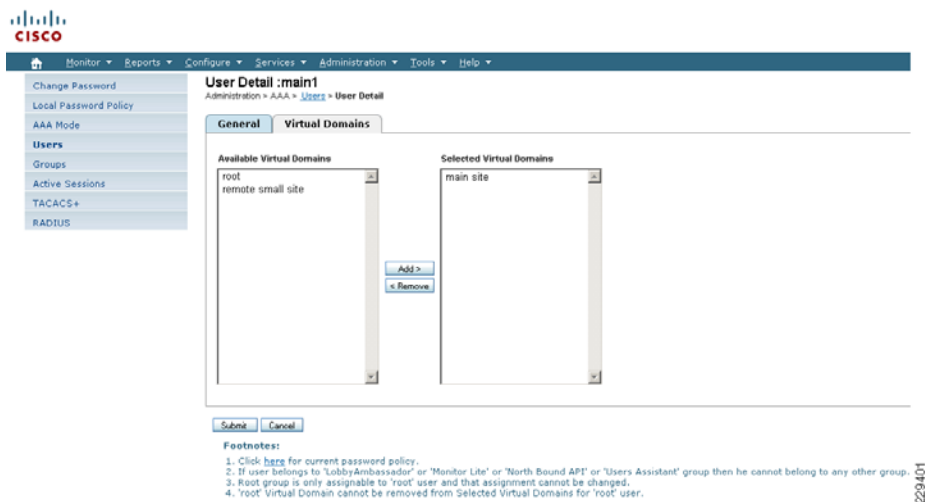 CISCO
Monitor Reports Configure Services Administration Tools Help
Change Password
Local Password Policy
AAA Mode
Users
Groups
Active Sessions
TACACS+
RADIUS
User Detail :main1
Administration > AAA > Users > User Detail
General Virtual Domains
Available Virtual Domains
root
remote small site
Selected Virtual Domains
main site
Add >
< Remove
Submit Cancel
Footnotes:
1. Click here for current password policy.
2. If user belongs to 'LobbyAmbassador' or 'Monitor Lite' or 'North Bound API' or 'Users Assistant' group then he cannot belong to any other group.
3. Root group is only assignable to 'root' user and that assignment cannot be changed.
4. 'root' Virtual Domain cannot be removed from Selected Virtual Domains for 'root' user.
229401